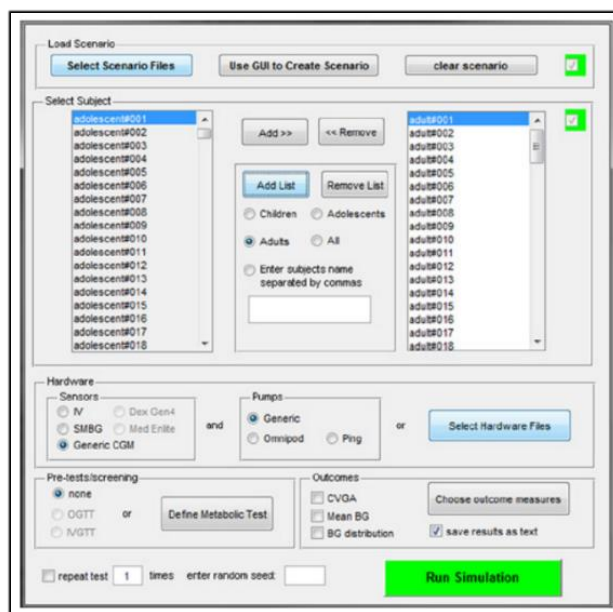 Load Scenario
Select Scenario Files
Use GUI to Create Scenario
clear scenario
Select Subject
adolescent#001
adolescent#002
adolescent#003
adolescent#004
adolescent#005
adolescent#006
adolescent#007
adolescent#008
adolescent#009
adolescent#010
adolescent#011
adolescent#012
adolescent#013
adolescent#014
adolescent#015
adolescent#016
adolescent#017
adolescent#018
Add >>
<< Remove
Add List
Remove List
Children
Adolescents
Adults
All
Enter subjects name
separated by commas
adult#001
adult#002
adult#003
adult#004
adult#005
adult#006
adult#007
adult#008
adult#009
adult#010
adult#011
adult#012
adult#013
adult#014
adult#015
adult#016
adult#017
adult#018
Hardware
Sensors
IV
Dex Gen4
SMBG
Med Enlite
Generic CGM
and
Pumps
Generic
Omnipod
Ping
or
Select Hardware Files
Pre-tests/screening
none
OGTT
IVGTT
or
Define Metabolic Test
Outcomes
CVGA
Mean BG
BG distribution
Choose outcome measures
save results as text
repeat test 1 times enter random seed:
Run Simulation